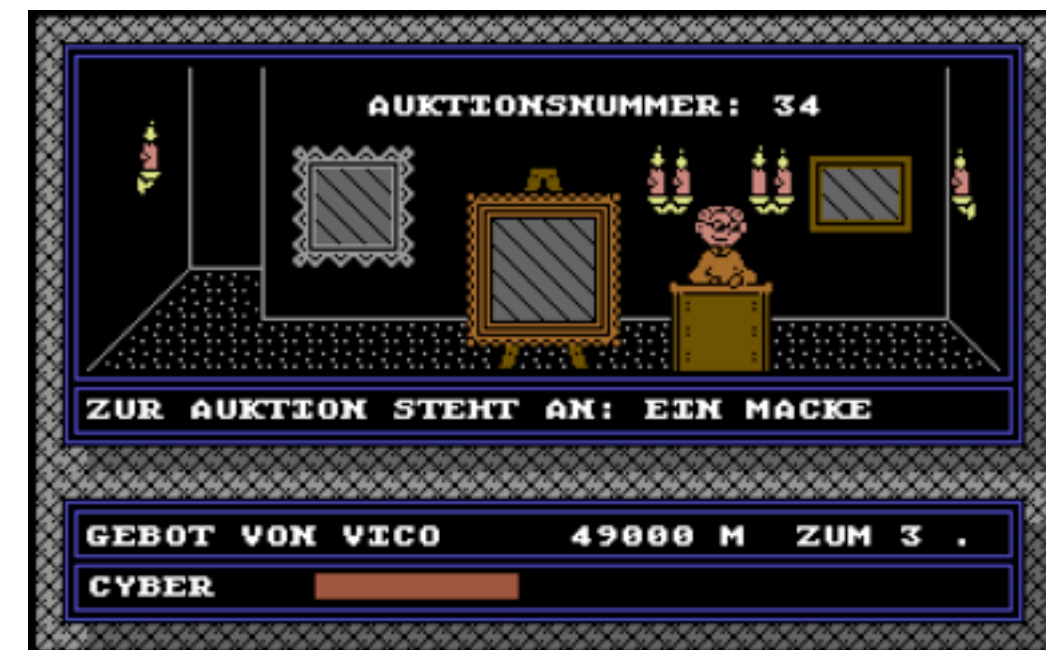 AUKTIONSNUMMER: 34
ZUR AUKTION STEHT AN: EIN MACKE
GEBOT VON VICO 49000 M ZUM 3 .
CYBER